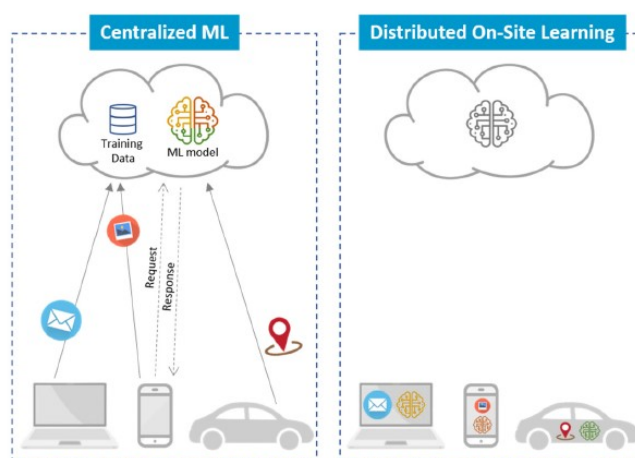 Centralized ML
Distributed On-Site Learning
Training
Data
ML model
Request
Response